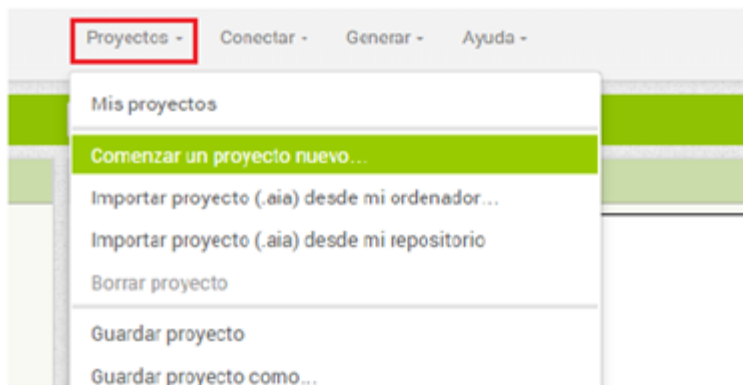 Proyectos - Conectar - Generar - Ayuda -
Mis proyectos
Comenzar un proyecto nuevo...
Importar proyecto (.aia) desde mi ordenador...
Importar proyecto (.aia) desde mi repositorio
Borrar proyecto
Guardar proyecto
Guardar proyecto como...